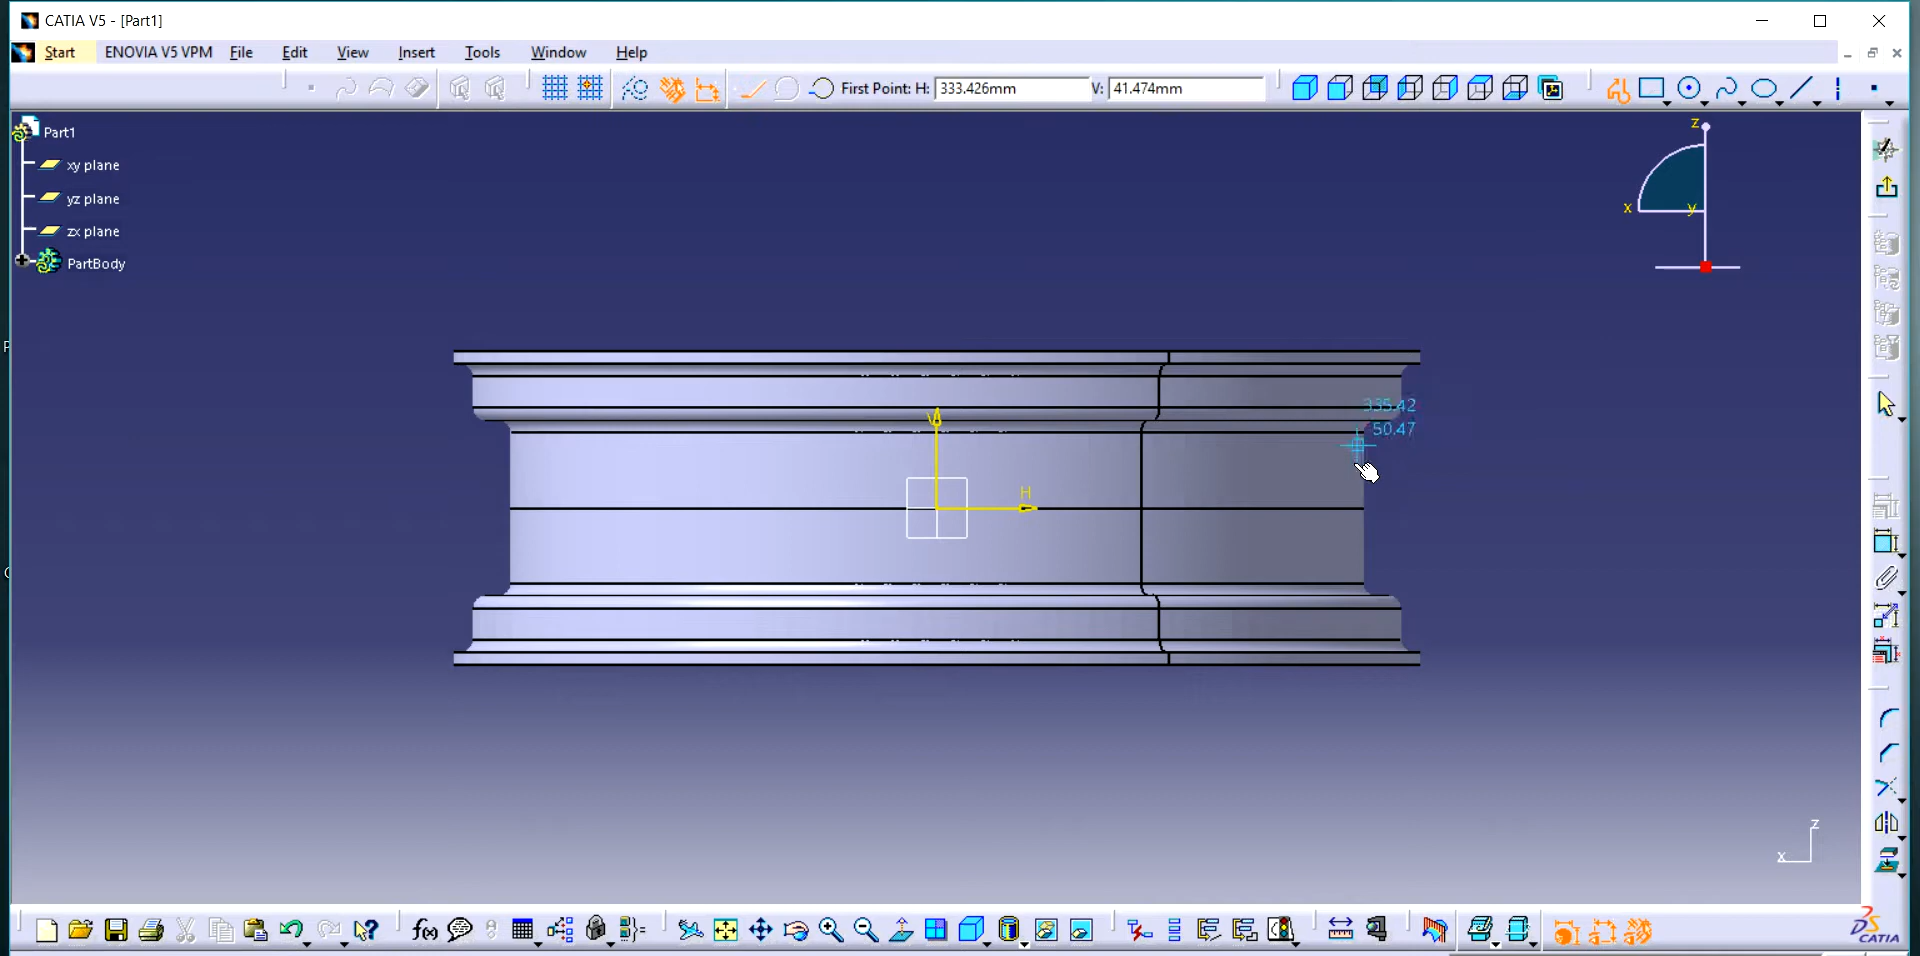 CATIA V5 - [Part1]
Start ENOVIA V5 VPM File Edit View Insert Tools Window Help
First Point: H: 333.426mm V: 41.474mm
Part1
xy plane
yz plane
zx plane
PartBody
z
x y
335.42
50.47
V
H
z
x
f(x)
CATIA